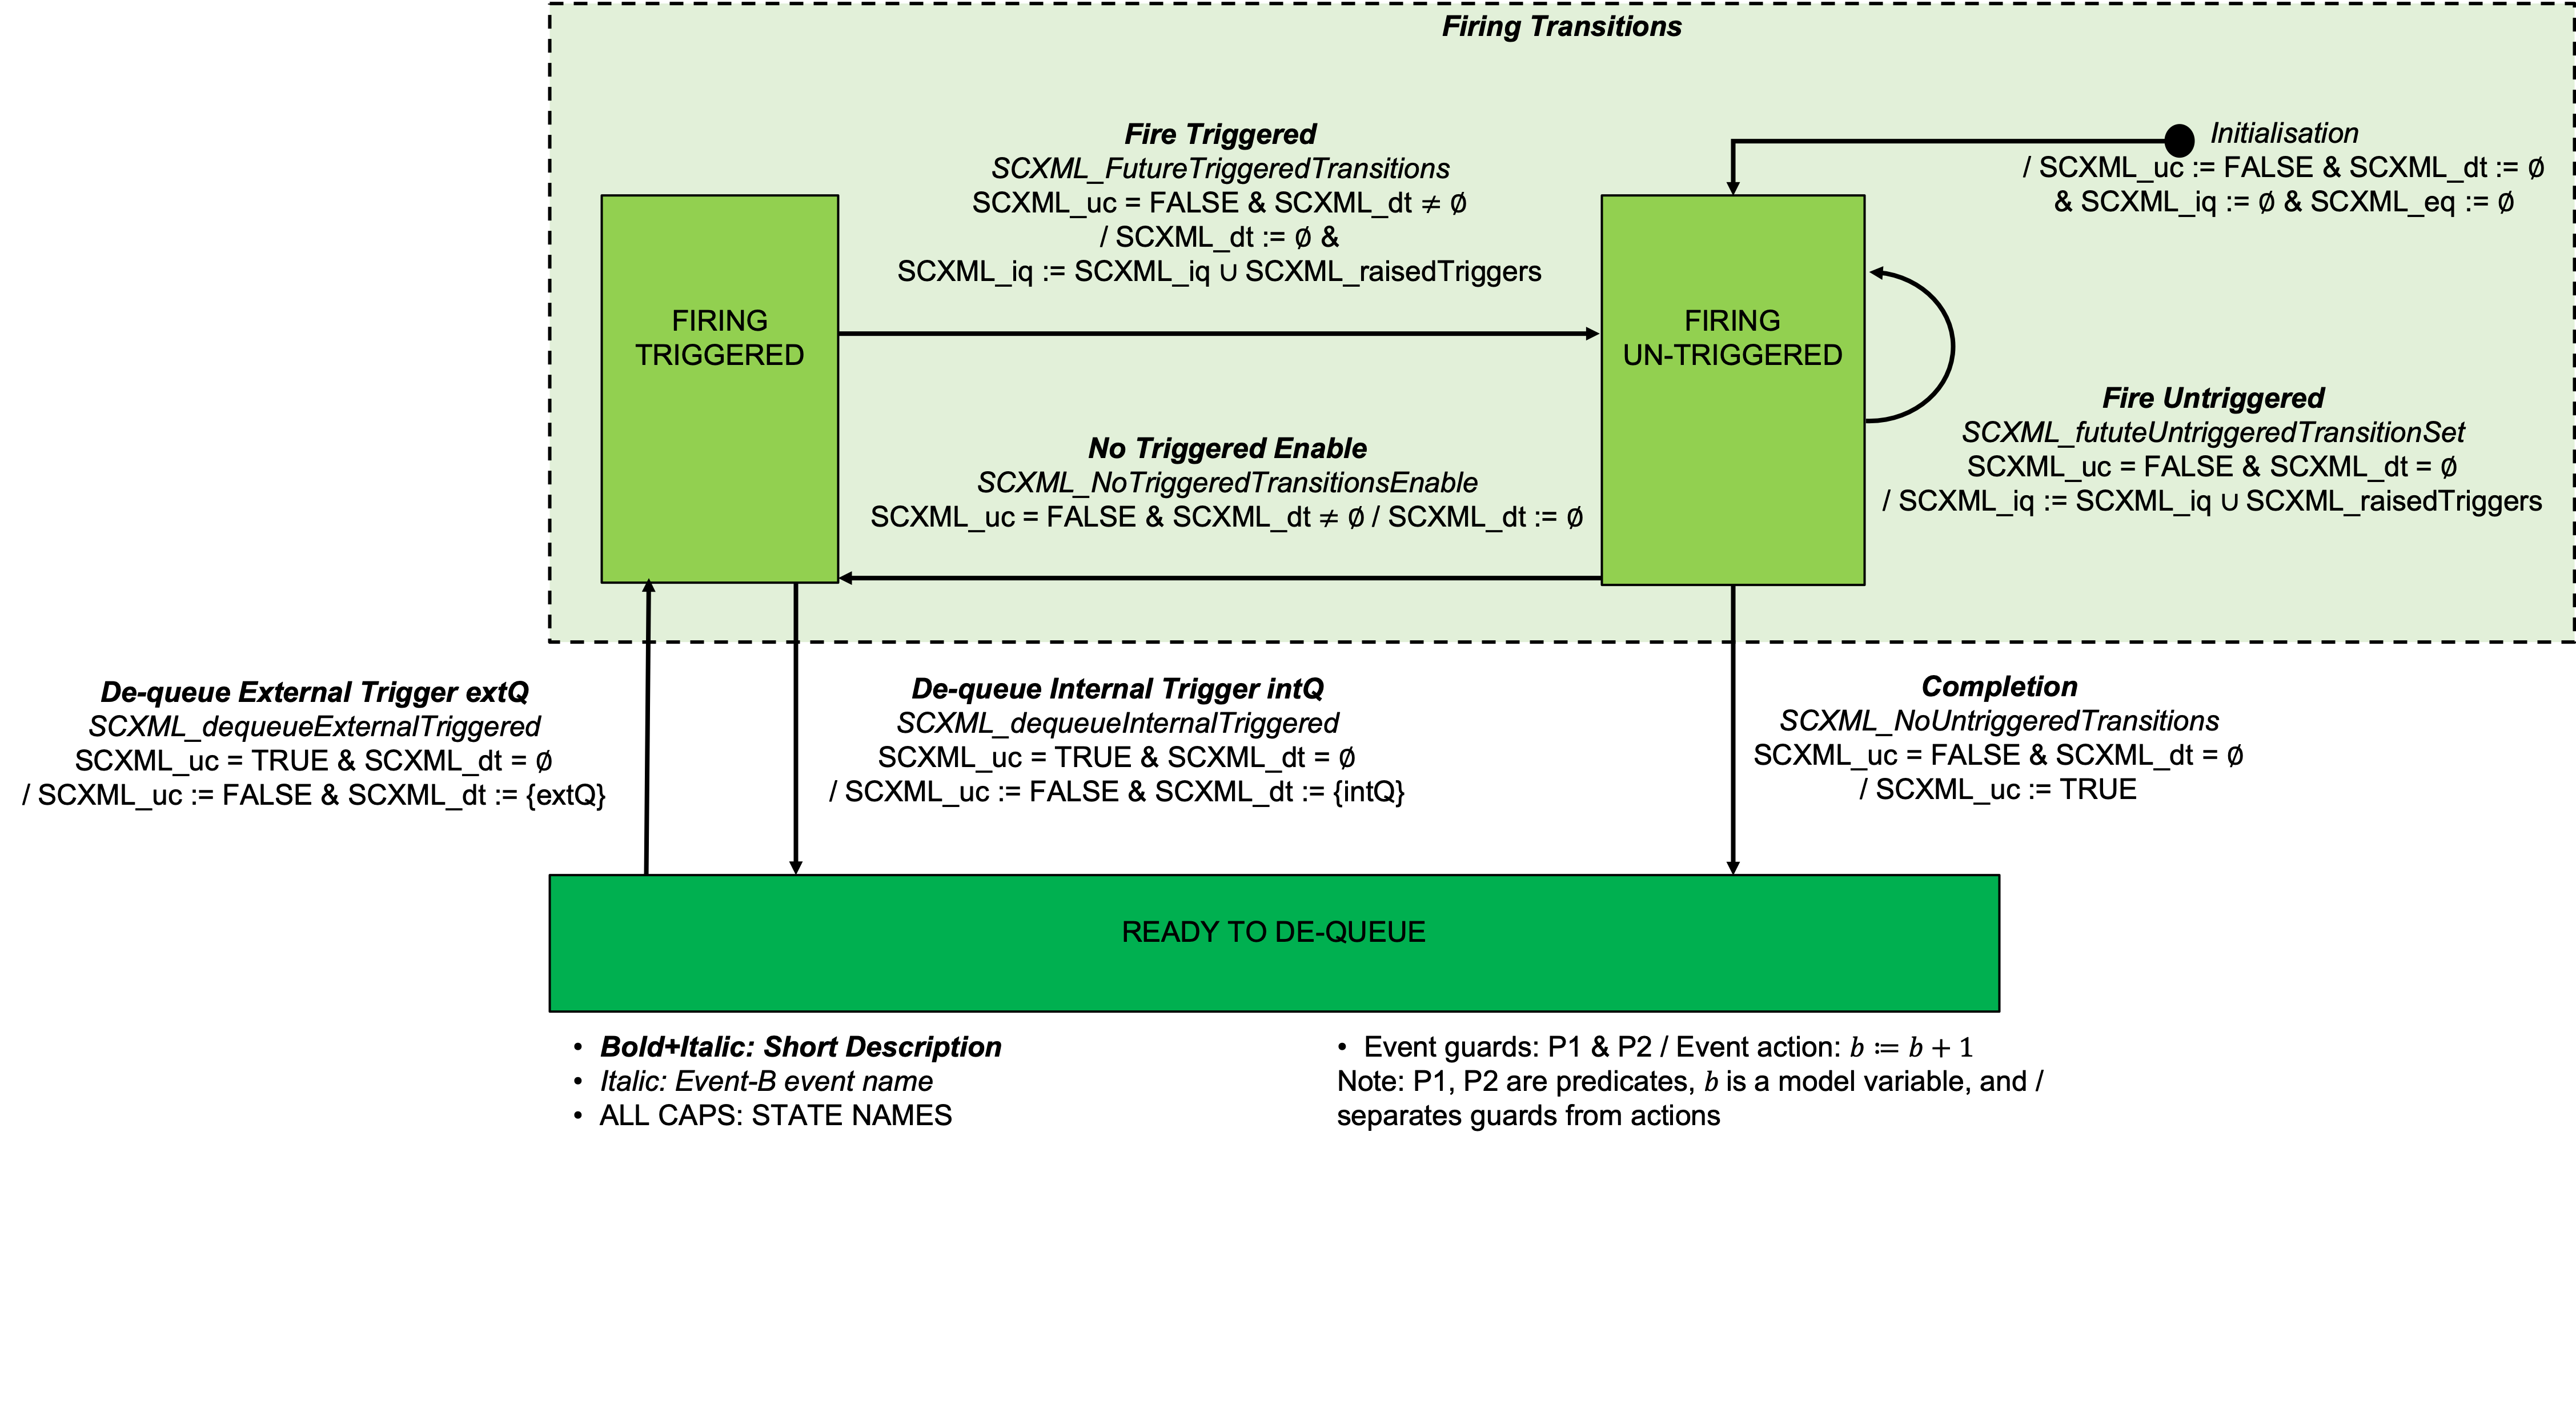 Firing Transitions
Fire Triggered
SCXML_FutureTriggeredTransitions
SCXML_uc = FALSE & SCXML_dt ≠ ∅
/ SCXML_dt := ∅ &
SCXML_iq := SCXML_iq ∪ SCXML_raisedTriggers
Initialisation
/ SCXML_uc := FALSE & SCXML_dt := ∅
& SCXML_iq := ∅ & SCXML_eq := ∅
FIRING
TRIGGERED
FIRING
UN-TRIGGERED
No Triggered Enable
SCXML_NoTriggeredTransitionsEnable
SCXML_uc = FALSE & SCXML_dt ≠ ∅ / SCXML_dt := ∅
Fire Untriggered
SCXML_fututeUntriggeredTransitionSet
SCXML_uc = FALSE & SCXML_dt = ∅
/ SCXML_iq := SCXML_iq ∪ SCXML_raisedTriggers
De-queue External Trigger extQ
SCXML_dequeueExternalTriggered
SCXML_uc = TRUE & SCXML_dt = ∅
/ SCXML_uc := FALSE & SCXML_dt := {extQ}
De-queue Internal Trigger intQ
SCXML_dequeueInternalTriggered
SCXML_uc = TRUE & SCXML_dt = ∅
/ SCXML_uc := FALSE & SCXML_dt := {intQ}
Completion
SCXML_NoUntriggeredTransitions
SCXML_uc = FALSE & SCXML_dt = ∅
/ SCXML_uc := TRUE
READY TO DE-QUEUE
• Bold+Italic: Short Description
• Italic: Event-B event name
• ALL CAPS: STATE NAMES
• Event guards: P1 & P2 / Event action: b := b + 1
Note: P1, P2 are predicates, b is a model variable, and /
separates guards from actions